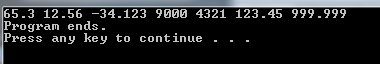 65.3 12.56 -34.123 9000 4321 123.45 999.999
Program ends.
Press any key to continue . . .